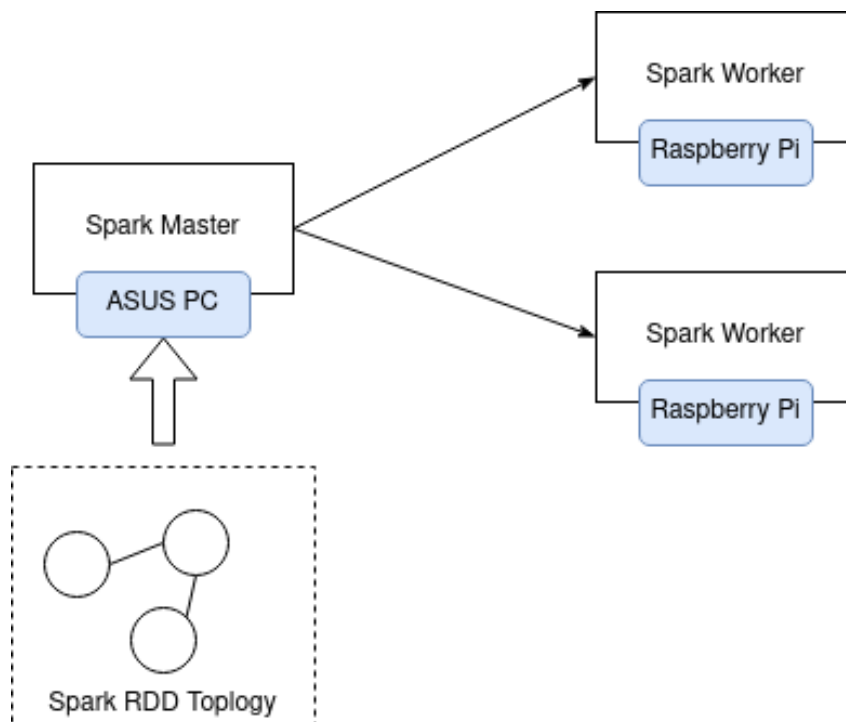 Spark Worker
Raspberry Pi
Spark Master
ASUS PC
Spark Worker
Raspberry Pi
Spark RDD Toplogy